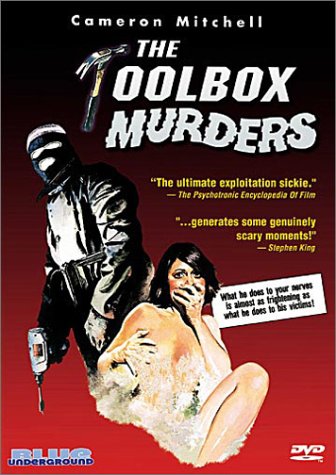 Cameron Mitchell
THE
TOOLBOX
MURDERS
"The ultimate exploitation sickie."
— The Psychotronic Encyclopedia Of Film
"...generates some genuinely
scary moments!"
— Stephen King
What he does to your nerves
is almost as frightening as
what he does to his victims!
BLUE
UNDERGROUND
DVD
VIDEO